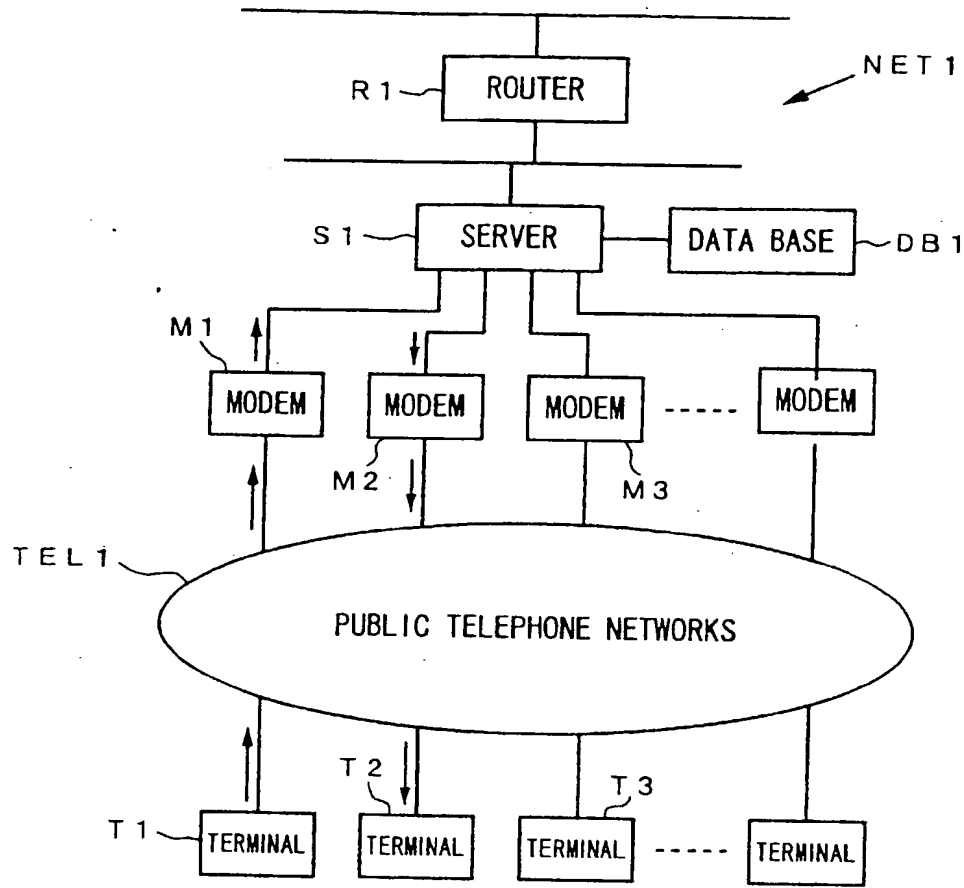 NET1
R1
ROUTER
S1
SERVER
DATA BASE
DB1
M1
MODEM
MODEM
MODEM
MODEM
M2
M3
TEL1
PUBLIC TELEPHONE NETWORKS
T2
T3
T1
TERMINAL
TERMINAL
TERMINAL
TERMINAL